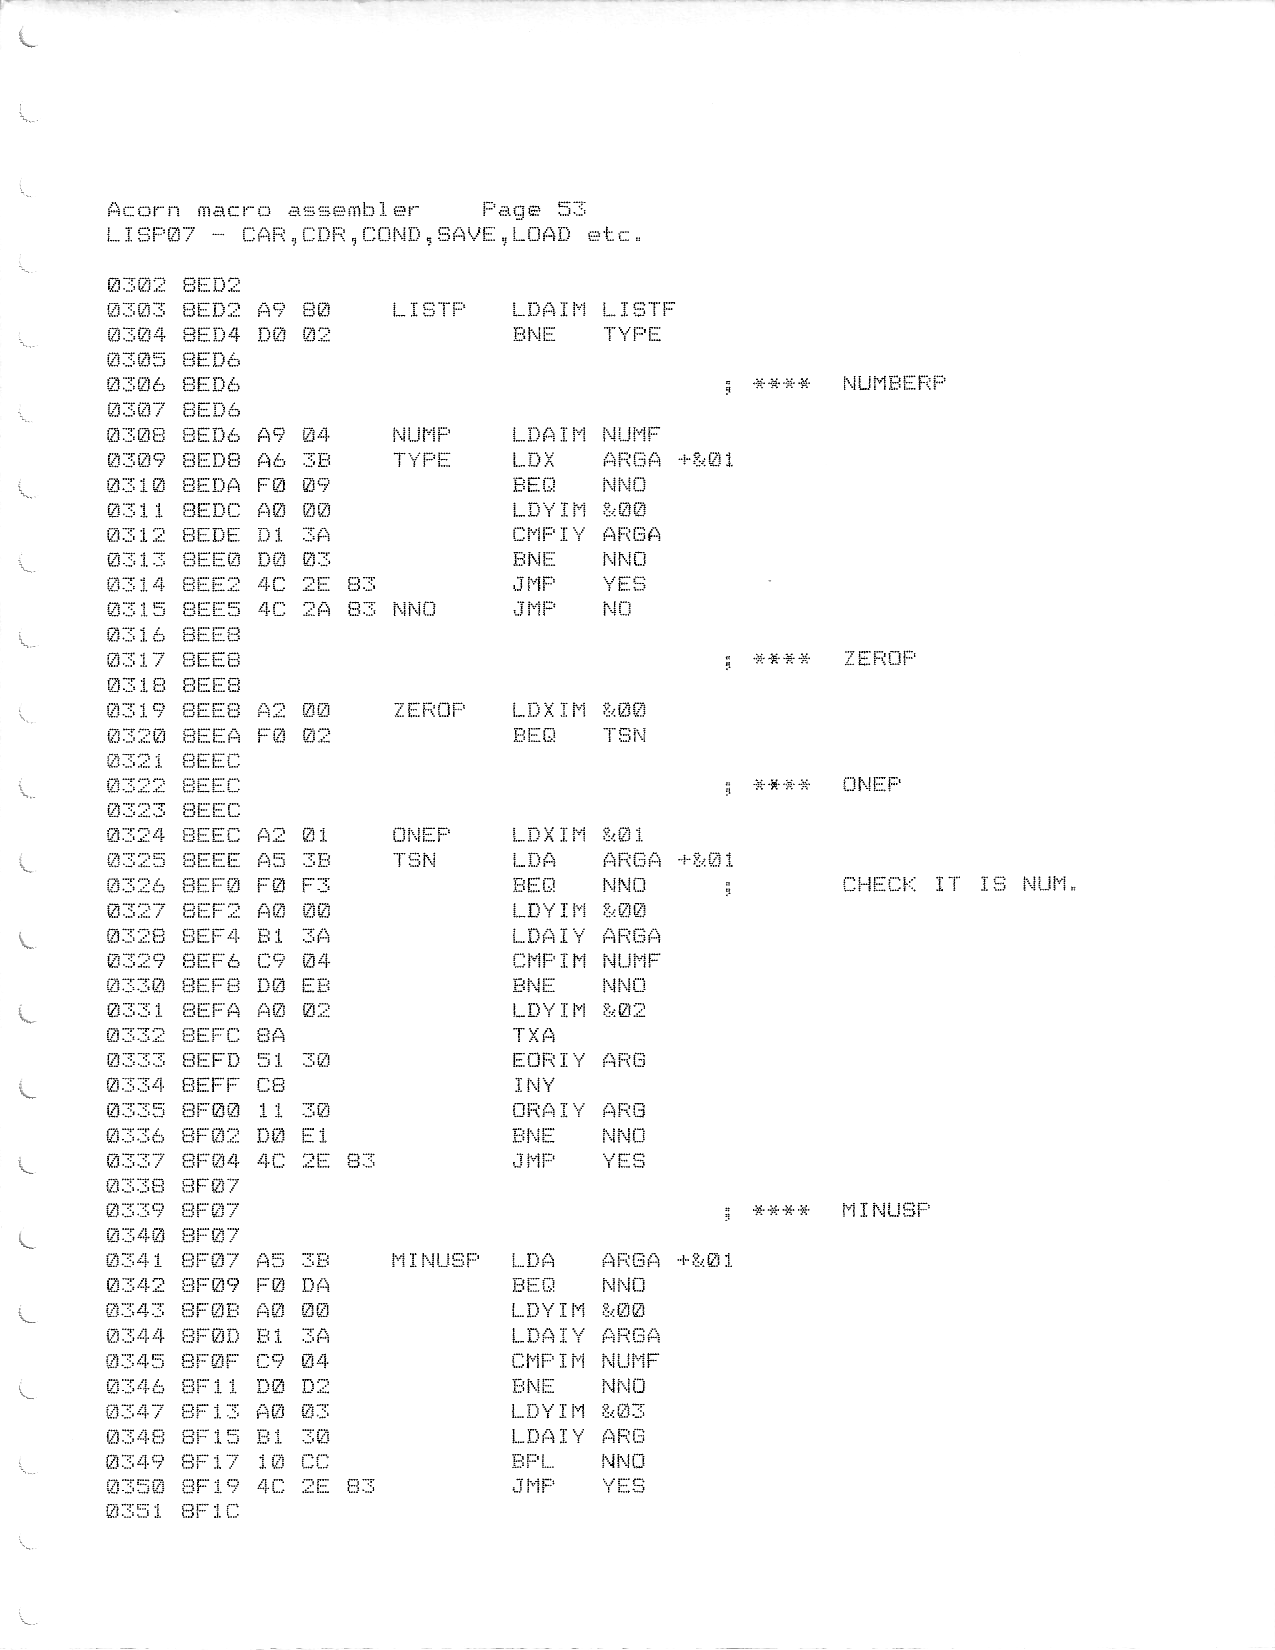 Acorn macro assembler    Page 53
LISP07 - CAR,CDR,COND,SAVE,LOAD etc.
0302 8ED2
0303 8ED2 A9 80    LISTP   LDAIM LISTF
0304 8ED4 D0 02            BNE   TYPE
0305 8ED6
0306 8ED6                                ; ****  NUMBERP
0307 8ED6
0308 8ED6 A9 04    NUMP    LDAIM NUMF
0309 8ED8 A6 3B    TYPE    LDX   ARGA +&01
0310 8EDA F0 09            BEQ   NNO
0311 8EDC A0 00            LDYIM &00
0312 8EDE D1 3A            CMPIY ARGA
0313 8EE0 D0 03            BNE   NNO
0314 8EE2 4C 2E 83         JMP   YES
0315 8EE5 4C 2A 83 NNO     JMP   NO
0316 8EE8
0317 8EE8                                ; ****  ZEROP
0318 8EE8
0319 8EE8 A2 00    ZEROP   LDXIM &00
0320 8EEA F0 02            BEQ   TSN
0321 8EEC
0322 8EEC                                ; ****  ONEP
0323 8EEC
0324 8EEC A2 01    ONEP    LDXIM &01
0325 8EEE A5 3B    TSN     LDA   ARGA +&01
0326 8EF0 F0 F3            BEQ   NNO     ;       CHECK IT IS NUM.
0327 8EF2 A0 00            LDYIM &00
0328 8EF4 B1 3A            LDAIY ARGA
0329 8EF6 C9 04            CMPIM NUMF
0330 8EF8 D0 EB            BNE   NNO
0331 8EFA A0 02            LDYIM &02
0332 8EFC 8A               TXA
0333 8EFD 51 30            EORIY ARG
0334 8EFF C8               INY
0335 8F00 11 30            ORAIY ARG
0336 8F02 D0 E1            BNE   NNO
0337 8F04 4C 2E 83         JMP   YES
0338 8F07
0339 8F07                                ; ****  MINUSP
0340 8F07
0341 8F07 A5 3B    MINUSP  LDA   ARGA +&01
0342 8F09 F0 DA            BEQ   NNO
0343 8F0B A0 00            LDYIM &00
0344 8F0D B1 3A            LDAIY ARGA
0345 8F0F C9 04            CMPIM NUMF
0346 8F11 D0 D2            BNE   NNO
0347 8F13 A0 03            LDYIM &03
0348 8F15 B1 30            LDAIY ARG
0349 8F17 10 CC            BPL   NNO
0350 8F19 4C 2E 83         JMP   YES
0351 8F1C